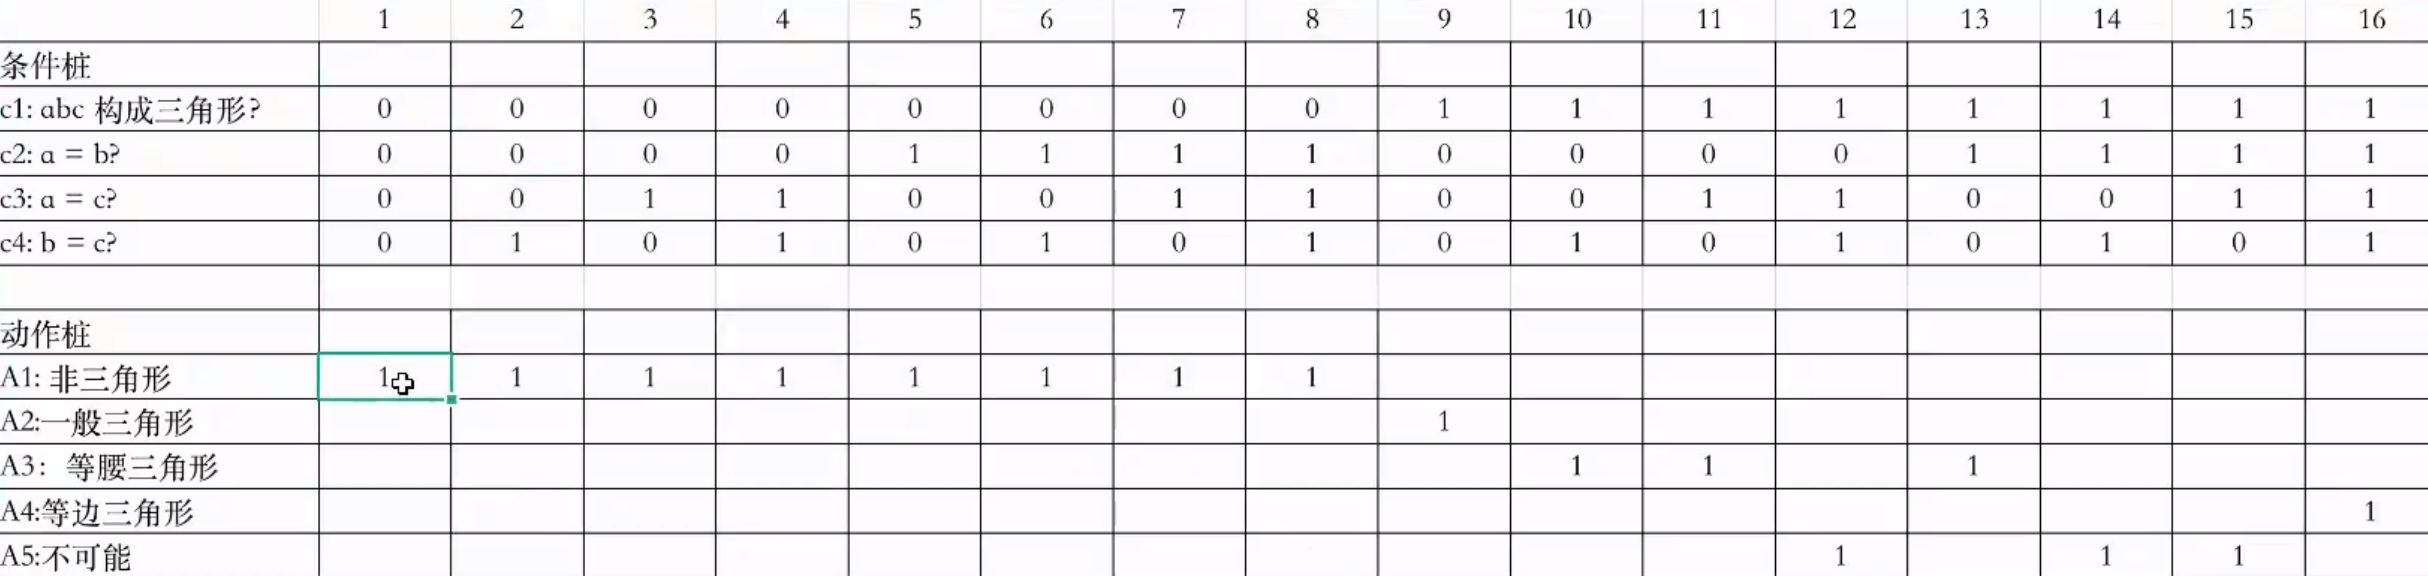 1 2 3 4 5 6 7 8 9 10 11 12 13 14 15 16
条件桩
c1: abc 构成三角形? 0 0 0 0 0 0 0 0 1 1 1 1 1 1 1 1
c2: a = b? 0 0 0 0 1 1 1 1 0 0 0 0 1 1 1 1
c3: a = c? 0 0 1 1 0 0 1 1 0 0 1 1 0 0 1 1
c4: b = c? 0 1 0 1 0 1 0 1 0 1 0 1 0 1 0 1
动作桩
A1: 非三角形 1 1 1 1 1 1 1 1
A2:一般三角形 1
A3：等腰三角形 1 1 1
A4:等边三角形 1
A5:不可能 1 1 1